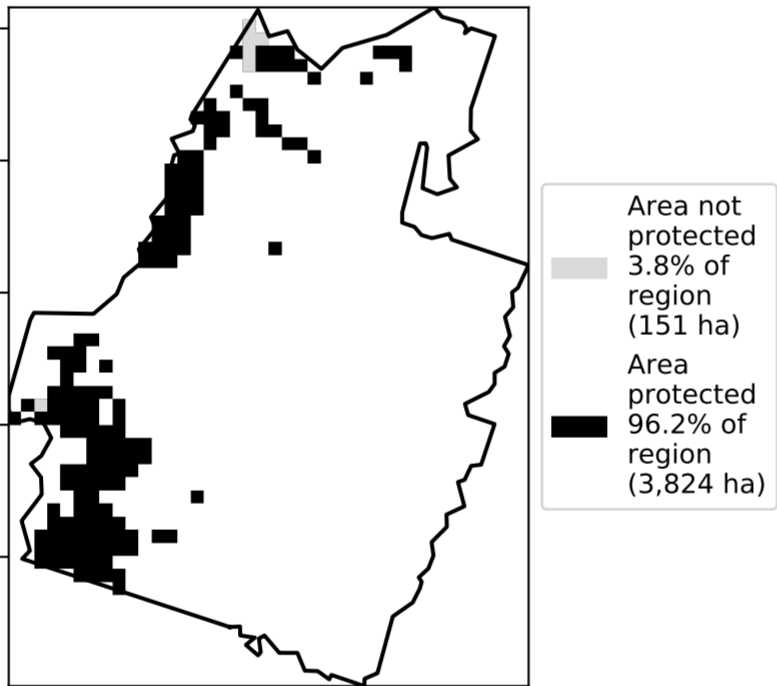 Area not
protected
3.8% of
region
(151 ha)
Area
protected
96.2% of
region
(3,824 ha)